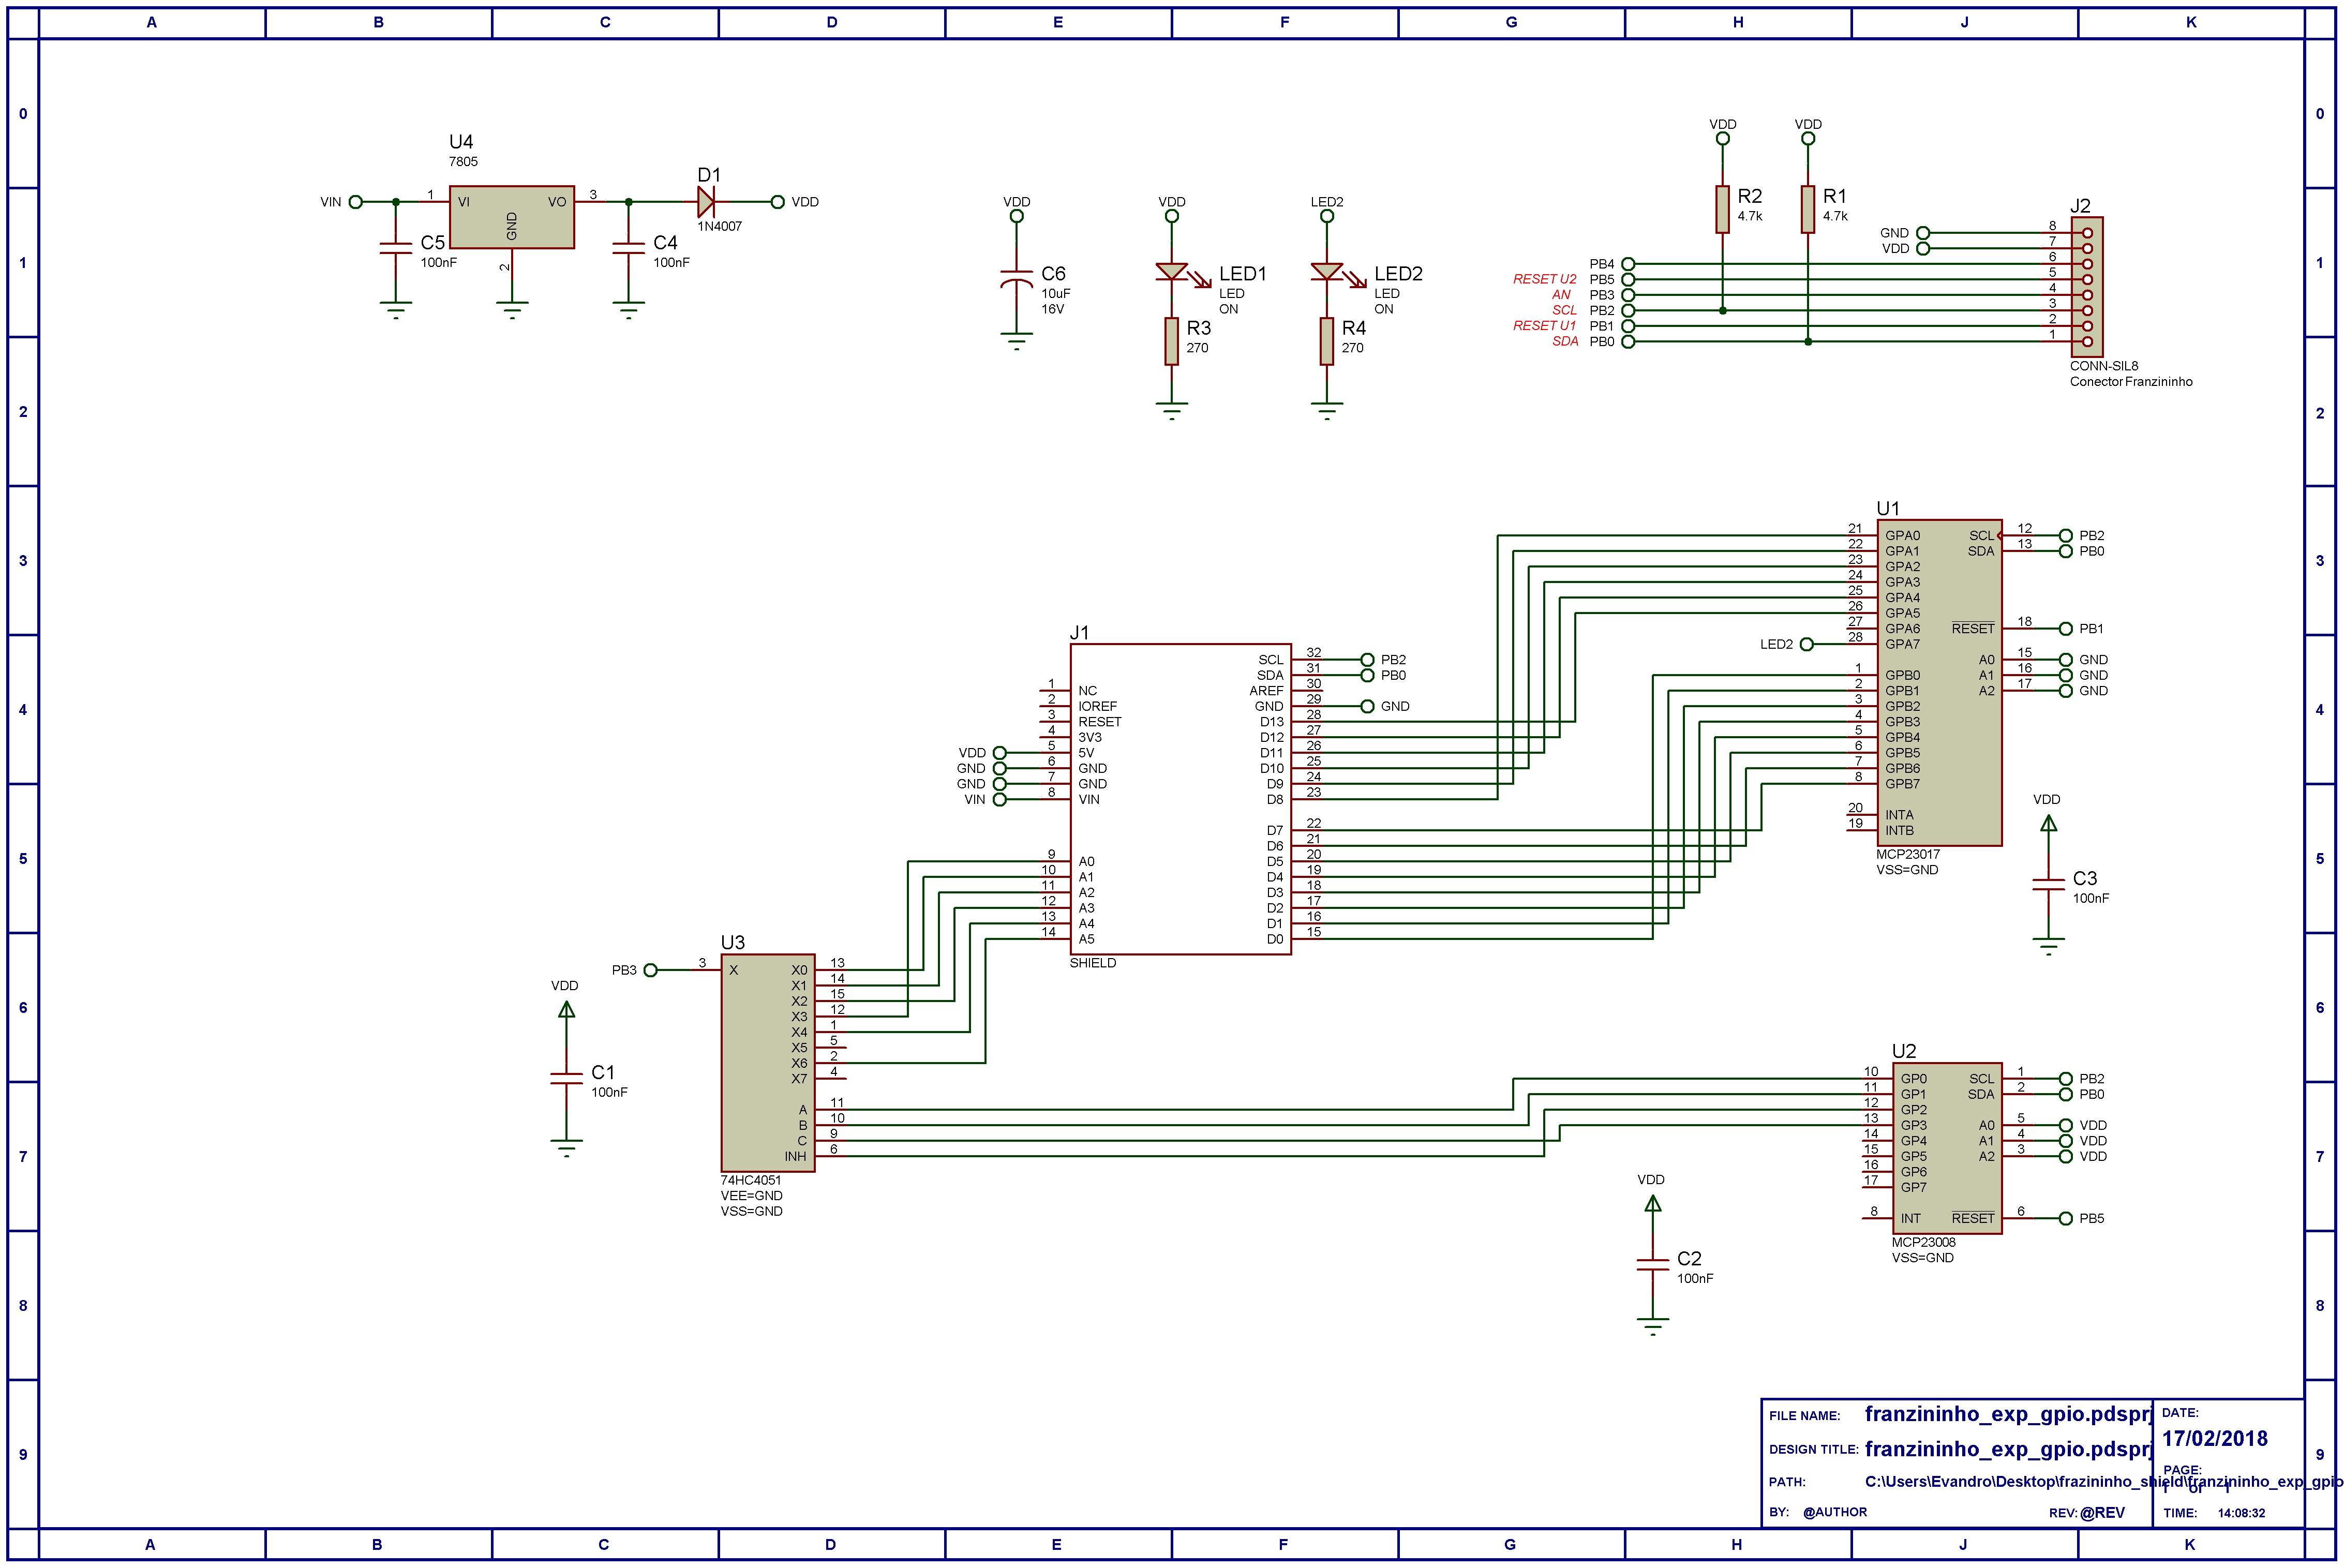 A B C D E F G H J K
0 0
1 1
2 2
3 3
4 4
5 5
6 6
7 7
8 8
9 9
U4
7805
VIN 1 VI VO 3 D1 VDD
GND
2
1N4007
C5
100nF
C4
100nF
VDD
C6
10uF
16V
VDD
LED1
LED
ON
R3
270
LED2
LED2
LED
ON
R4
270
VDD VDD
R2
4.7k
R1
4.7k
J2
GND 8
VDD 7
PB4 6
RESET U2 PB5 5
AN PB3 4
SCL PB2 3
RESET U1 PB1 2
SDA PB0 1
CONN-SIL8
Conector Franzininho
U1
21 GPA0 SCL 12 PB2
22 GPA1 SDA 13 PB0
23 GPA2
24 GPA3
25 GPA4
26 GPA5
27 GPA6 RESET 18 PB1
LED2 28 GPA7
A0 15 GND
1 GPB0 A1 16 GND
2 GPB1 A2 17 GND
3 GPB2
4 GPB3
5 GPB4
6 GPB5
7 GPB6
8 GPB7
20 INTA
19 INTB
MCP23017
VSS=GND
VDD
C3
100nF
J1
SCL 32 PB2
SDA 31 PB0
1 NC AREF 30
2 IOREF GND 29 GND
3 RESET D13 28
4 3V3 D12 27
VDD 5 5V D11 26
GND 6 GND D10 25
GND 7 GND D9 24
VIN 8 VIN D8 23
D7 22
D6 21
9 A0 D5 20
10 A1 D4 19
11 A2 D3 18
12 A3 D2 17
13 A4 D1 16
14 A5 D0 15
SHIELD
U3
PB3 3 X X0 13
X1 14
X2 15
X3 12
X4 1
X5 5
X6 2
X7 4
A 11
B 10
C 9
INH 6
74HC4051
VEE=GND
VSS=GND
VDD
C1
100nF
U2
10 GP0 SCL 1 PB2
11 GP1 SDA 2 PB0
12 GP2
13 GP3 A0 5 VDD
14 GP4 A1 4 VDD
15 GP5 A2 3 VDD
16 GP6
17 GP7
8 INT RESET 6 PB5
MCP23008
VSS=GND
VDD
C2
100nF
FILE NAME: franzininho_exp_gpio.pdsprj
DATE:
17/02/2018
DESIGN TITLE: franzininho_exp_gpio.pdsprj
PAGE:
1 of 1
PATH: C:\Users\Evandro\Desktop\frazininho_shield\franzininho_exp_gpio
BY: @AUTHOR REV: @REV TIME: 14:08:32
A B C D E F G H J K